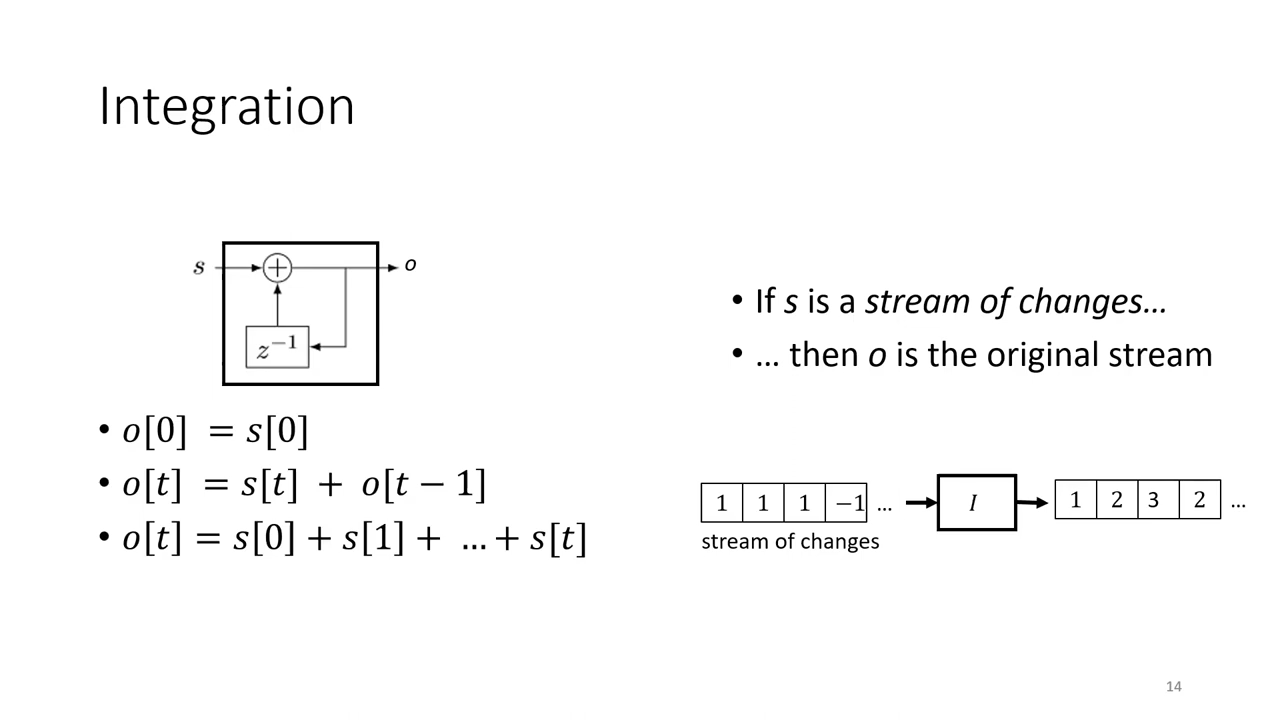 Integration
s
o
z⁻¹
• o[0] = s[0]
• o[t] = s[t] + o[t − 1]
• o[t] = s[0] + s[1] + … + s[t]
• If s is a stream of changes…
• … then o is the original stream
1 1 1 −1 … I 1 2 3 2 …
stream of changes
14